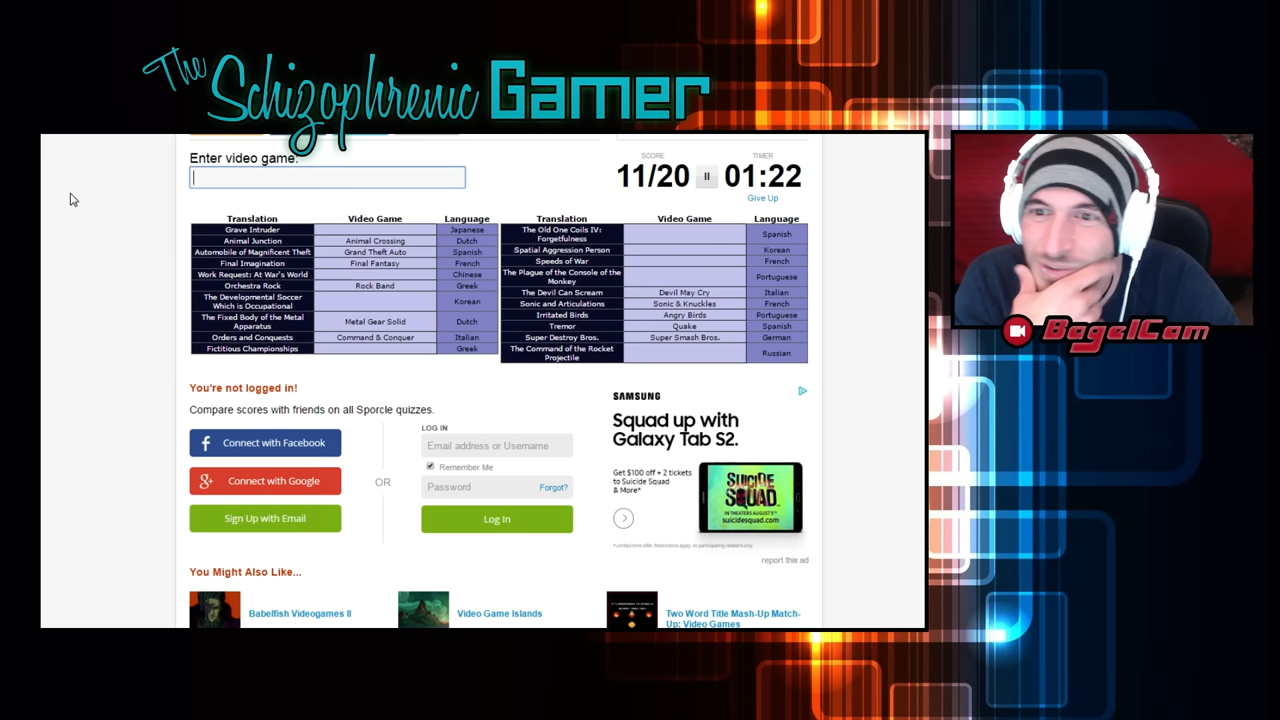 The Schizophrenic Gamer
Enter video game:
SCORE
11/20
TIMER
01:22
Give Up
Translation Video Game Language
Grave Intruder Japanese
Animal Junction Animal Crossing Dutch
Automobile of Magnificent Theft Grand Theft Auto Spanish
Final Imagination Final Fantasy French
Work Request: At War's World Chinese
Orchestra Rock Rock Band Greek
The Developmental Soccer
Which is Occupational
Korean
The Fixed Body of the Metal
Apparatus
Metal Gear Solid Dutch
Orders and Conquests Command & Conquer Italian
Fictitious Championships Greek
Translation Video Game Language
The Old One Coils IV:
Forgetfulness
Spanish
Spatial Aggression Person Korean
Speeds of War French
The Plague of the Console of the
Monkey
Portuguese
The Devil Can Scream Devil May Cry Italian
Sonic and Articulations Sonic & Knuckles French
Irritated Birds Angry Birds Portuguese
Tremor Quake Spanish
Super Destroy Bros. Super Smash Bros. German
The Command of the Rocket
Projectile
Russian
BagelCam
You're not logged in!
Compare scores with friends on all Sporcle quizzes.
f Connect with Facebook
g+ Connect with Google
Sign Up with Email
OR
LOG IN
Email address or Username
Remember Me
Password Forgot?
Log In
SAMSUNG
Squad up with
Galaxy Tab S2.
Get $100 off + 2 tickets
to Suicide Squad
& More*
SUICIDE
SQUAD
IN THEATERS AUGUST 5
suicidesquad.com
report this ad
You Might Also Like...
Babelfish Videogames II
Video Game Islands
Two Word Title Mash-Up Match-
Up: Video Games